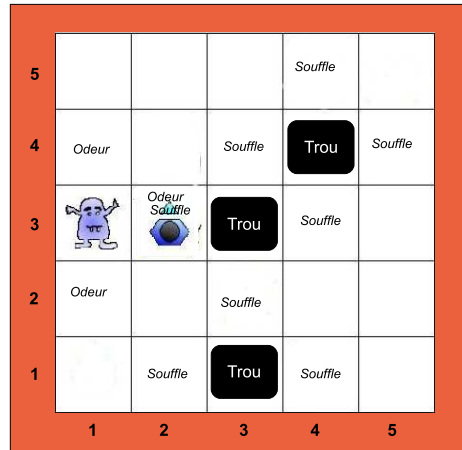 5 Souffle
4 Odeur Souffle Trou Souffle
Odeur
3 Souffle Trou Souffle
2 Odeur Souffle
1 Souffle Trou Souffle
1 2 3 4 5